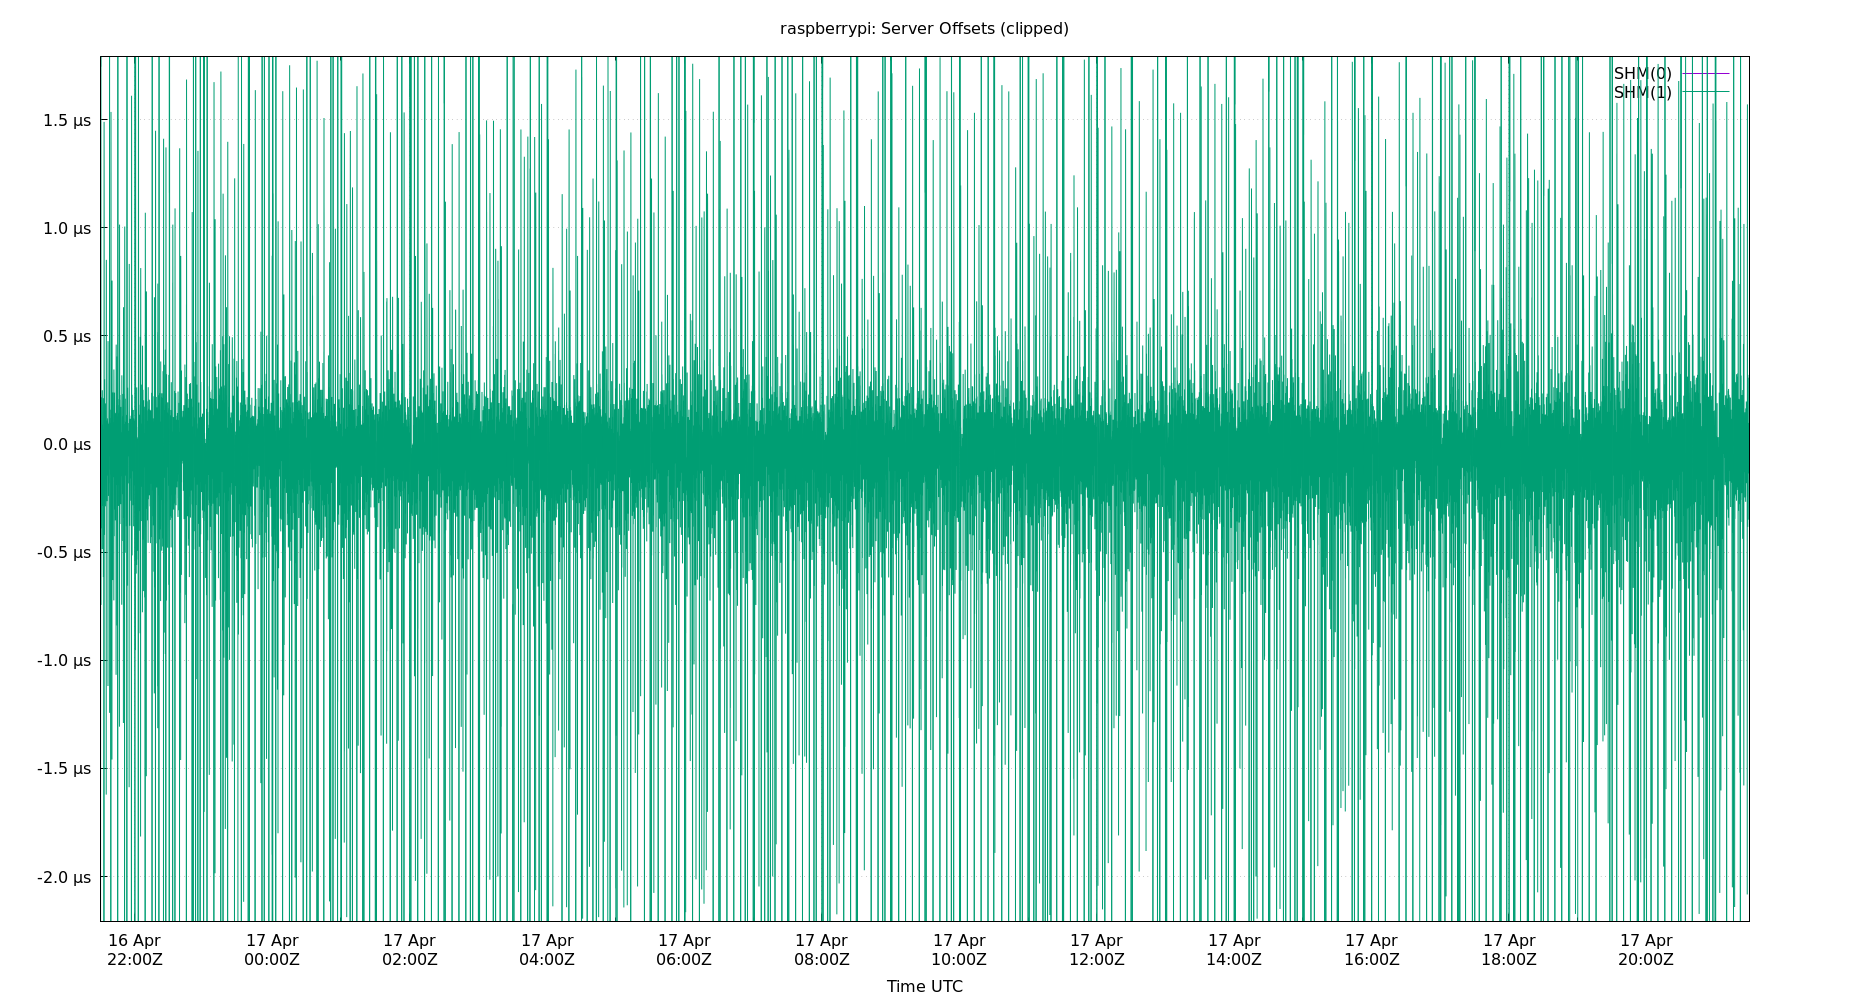 raspberrypi: Server Offsets (clipped)
SHM(0)
SHM(1)
1.5 µs
1.0 µs
0.5 µs
0.0 µs
-0.5 µs
-1.0 µs
-1.5 µs
-2.0 µs
16 Apr 17 Apr 17 Apr 17 Apr 17 Apr 17 Apr 17 Apr 17 Apr 17 Apr 17 Apr 17 Apr 17 Apr
22:00Z 00:00Z 02:00Z 04:00Z 06:00Z 08:00Z 10:00Z 12:00Z 14:00Z 16:00Z 18:00Z 20:00Z
Time UTC